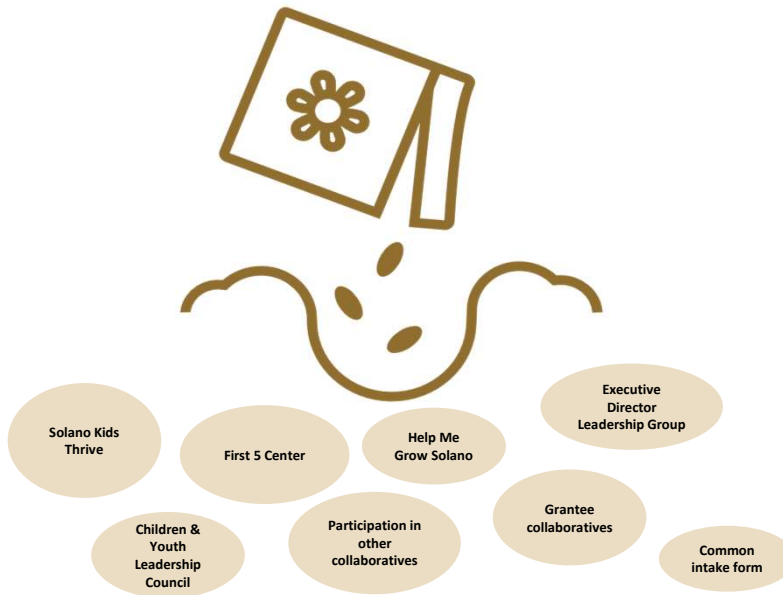 Solano Kids
Thrive
First 5 Center
Help Me
Grow Solano
Executive
Director
Leadership Group
Children &
Youth
Leadership
Council
Participation in
other
collaboratives
Grantee
collaboratives
Common
intake form